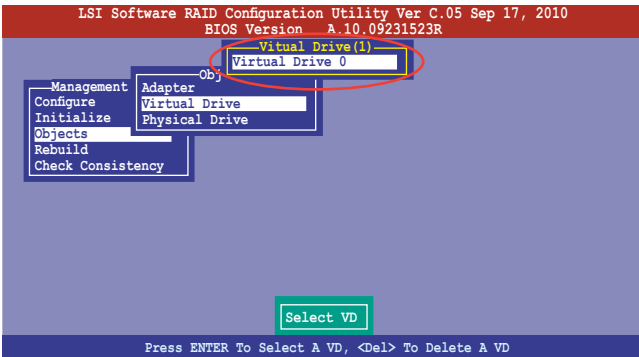 LSI Software RAID Configuration Utility Ver C.05 Sep 17, 2010
BIOS Version A.10.09231523R
Vitual Drive(1)
Virtual Drive 0
Obj
Adapter
Virtual Drive
Physical Drive
Management
Configure
Initialize
Objects
Rebuild
Check Consistency
Select VD
Press ENTER To Select A VD, <Del> To Delete A VD